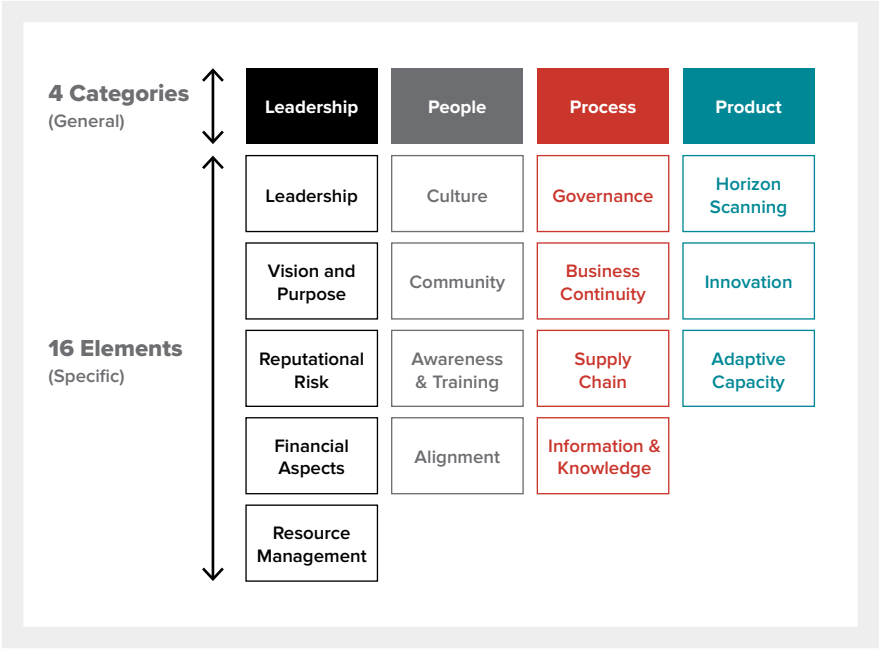 4 Categories
(General)
Leadership
People
Process
Product
Leadership
Culture
Governance
Horizon
Scanning
Vision and
Purpose
Community
Business
Continuity
Innovation
16 Elements
(Specific)
Reputational
Risk
Awareness
& Training
Supply
Chain
Adaptive
Capacity
Financial
Aspects
Alignment
Information &
Knowledge
Resource
Management